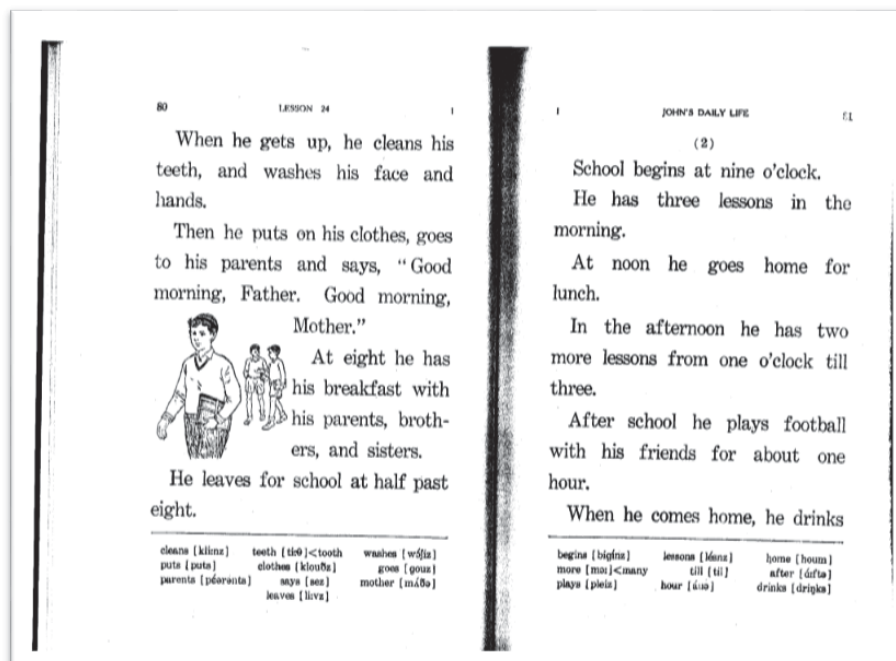 80 LESSON 24 I
When he gets up, he cleans his
teeth, and washes his face and
hands.
Then he puts on his clothes, goes
to his parents and says, “Good
morning, Father. Good morning,
Mother.”
At eight he has
his breakfast with
his parents, broth-
ers, and sisters.
He leaves for school at half past
eight.
cleans [kli:nz] teeth [ti:θ]<tooth washes
puts [puts] clothes [klouðz] goes [gouz]
parents says [sez] mother [mʌ́ðə]
leaves [li:vz]
I JOHN'S DAILY LIFE
(2)
School begins at nine o'clock.
He has three lessons in the
morning.
At noon he goes home for
lunch.
In the afternoon he has two
more lessons from one o'clock till
three.
After school he plays football
with his friends for about one
hour.
When he comes home, he drinks
begins lessons home [houm]
more <many till [til] after
plays [pleiz] hour drinks [driŋks]